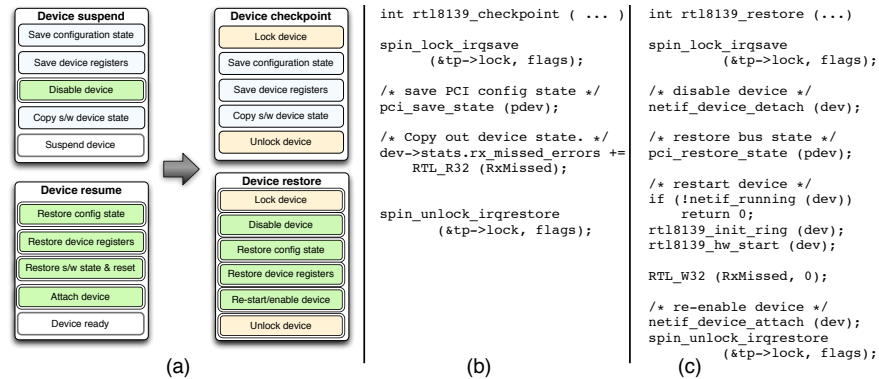 Device suspend
Save configuration state
Save device registers
Disable device
Copy s/w device state
Suspend device
Device resume
Restore config state
Restore device registers
Restore s/w state & reset
Attach device
Device ready
Device checkpoint
Lock device
Save configuration state
Save device registers
Copy s/w device state
Unlock device
Device restore
Lock device
Disable device
Restore config state
Restore device registers
Re-start/enable device
Unlock device
(a)
int rtl8139_checkpoint ( ... )
spin_lock_irqsave
(&tp->lock, flags);
/* save PCI config state */
pci_save_state (pdev);
/* Copy out device state. */
dev->stats.rx_missed_errors +=
RTL_R32 (RxMissed);
spin_unlock_irqrestore
(&tp->lock, flags);
(b)
int rtl8139_restore (...)
spin_lock_irqsave
(&tp->lock, flags);
/* disable device */
netif_device_detach (dev);
/* restore bus state */
pci_restore_state (pdev);
/* restart device */
if (!netif_running (dev))
return 0;
rtl8139_init_ring (dev);
rtl8139_hw_start (dev);
RTL_W32 (RxMissed, 0);
/* re-enable device */
netif_device_attach (dev);
spin_unlock_irqrestore
(&tp->lock, flags);
(c)